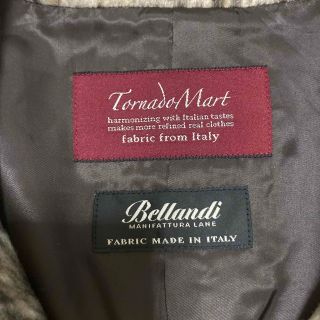 TornadoMart
harmonizing with Italian tastes
makes more refined real clothes
fabric from Italy
Bellandi
MANIFATTURA LANE
FABRIC MADE IN ITALY